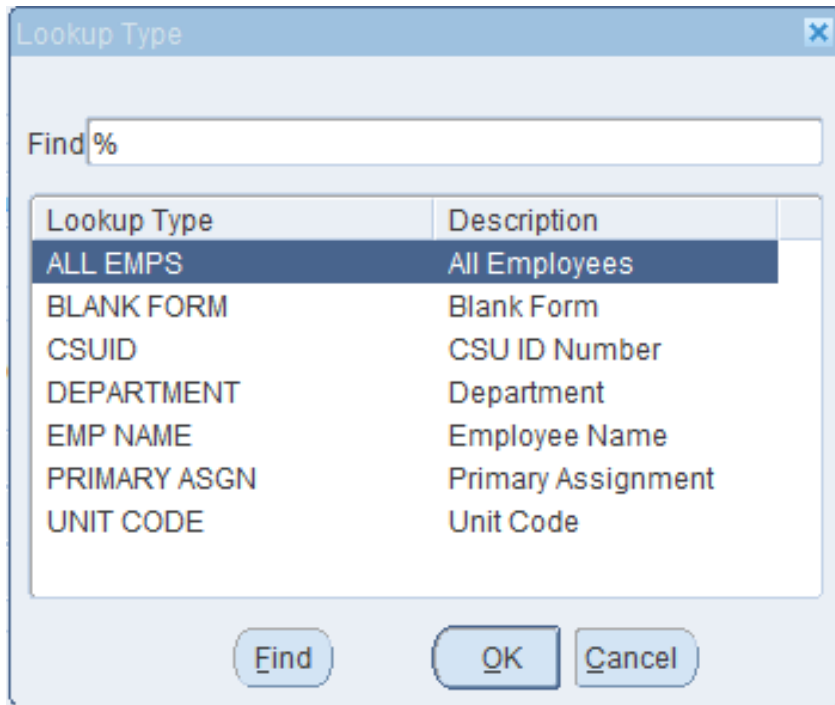 Lookup Type
Find %
Lookup Type Description
ALL EMPS All Employees
BLANK FORM Blank Form
CSUID CSU ID Number
DEPARTMENT Department
EMP NAME Employee Name
PRIMARY ASGN Primary Assignment
UNIT CODE Unit Code
Find OK Cancel